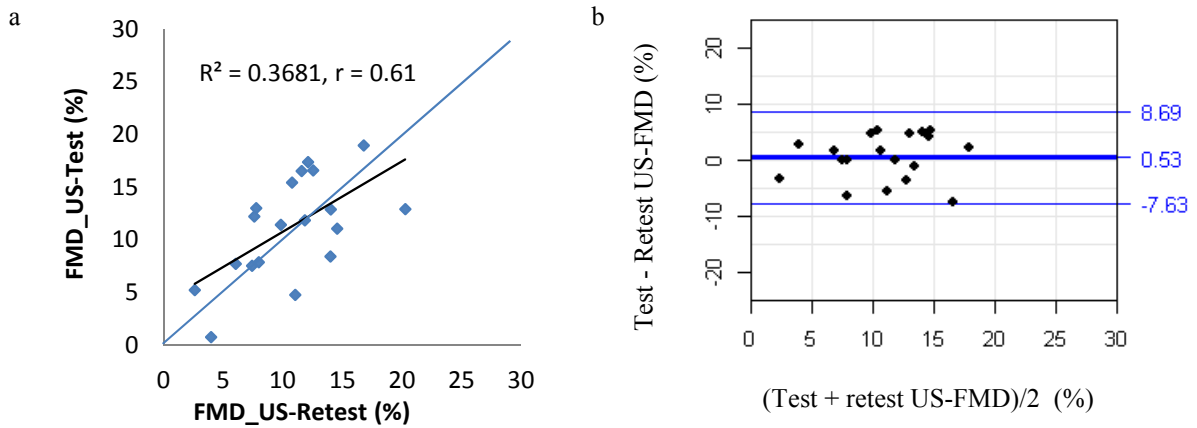 a
R² = 0.3681, r = 0.61
FMD_US-Test (%)
30
25
20
15
10
5
0
0 5 10 15 20 25 30
FMD_US-Retest (%)
b
Test - Retest US-FMD (%)
20
10
0
-10
-20
8.69
0.53
-7.63
0 5 10 15 20 25 30
(Test + retest US-FMD)/2 (%)